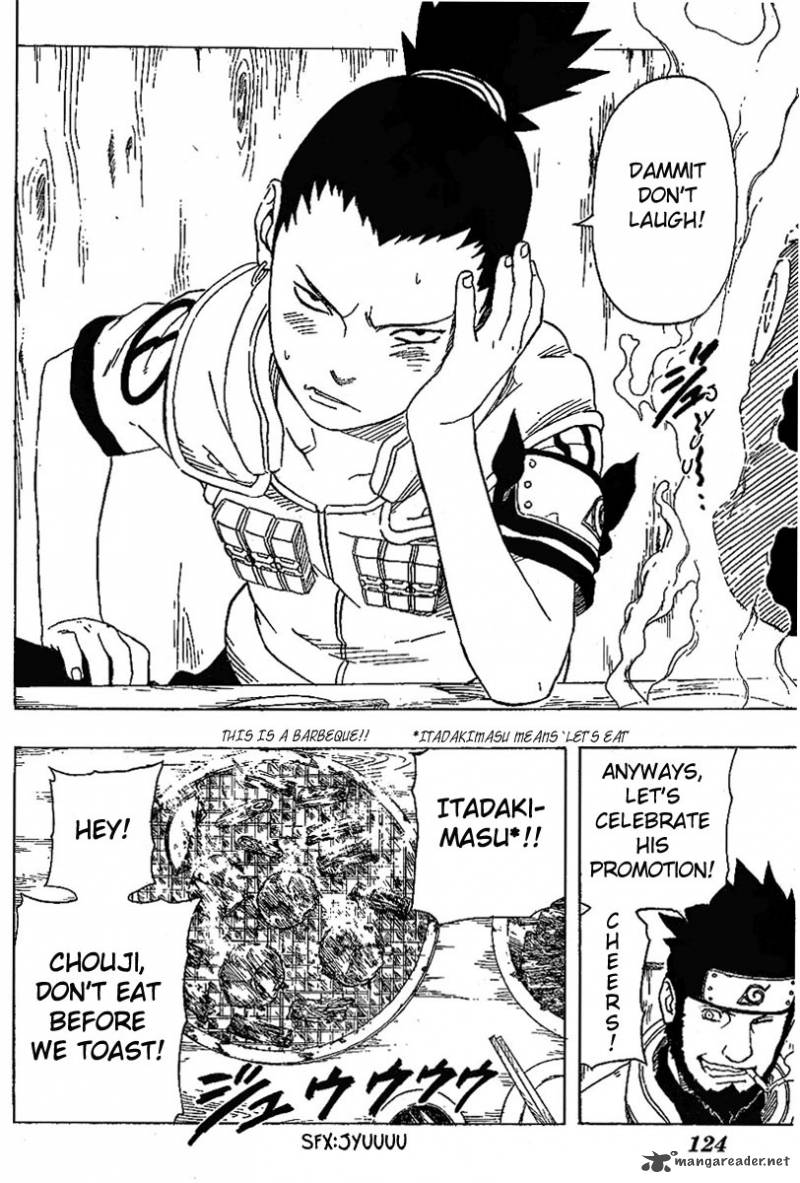 DAMMIT
DON'T
LAUGH!
ジュッ
JYUU...
THIS IS A BARBEQUE!! *ITADAKIMASU MEANS 'LET'S EAT
ANYWAYS,
LET'S
CELEBRATE
HIS
PROMOTION!
CHEERS!
ITADAKI-
MASU*!!
HEY!
CHOUJI,
DON'T EAT
BEFORE
WE TOAST!
ジュウウウウ
SFX:JYUUUU
124
mangareader.net